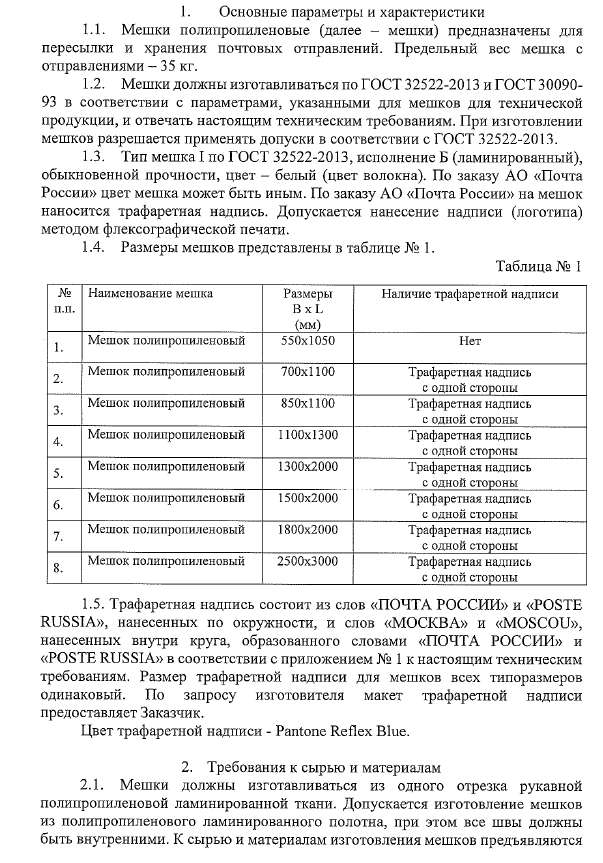 1. Основные параметры и характеристики
1.1. Мешки полипропиленовые (далее – мешки) предназначены для
пересылки и хранения почтовых отправлений. Предельный вес мешка с
отправлениями – 35 кг.
1.2. Мешки должны изготавливаться по ГОСТ 32522-2013 и ГОСТ 30090-
93 в соответствии с параметрами, указанными для мешков для технической
продукции, и отвечать настоящим техническим требованиям. При изготовлении
мешков разрешается применять допуски в соответствии с ГОСТ 32522-2013.
1.3. Тип мешка I по ГОСТ 32522-2013, исполнение Б (ламинированный),
обыкновенной прочности, цвет – белый (цвет волокна). По заказу АО «Почта
России» цвет мешка может быть иным. По заказу АО «Почта России» на мешок
наносится трафаретная надпись. Допускается нанесение надписи (логотипа)
методом флексографической печати.
1.4. Размеры мешков представлены в таблице № 1.
Таблица № 1
№ п.п. Наименование мешка Размеры В х L (мм) Наличие трафаретной надписи
1. Мешок полипропиленовый 550х1050 Нет
2. Мешок полипропиленовый 700х1100 Трафаретная надпись с одной стороны
3. Мешок полипропиленовый 850х1100 Трафаретная надпись с одной стороны
4. Мешок полипропиленовый 1100х1300 Трафаретная надпись с одной стороны
5. Мешок полипропиленовый 1300х2000 Трафаретная надпись с одной стороны
6. Мешок полипропиленовый 1500х2000 Трафаретная надпись с одной стороны
7. Мешок полипропиленовый 1800х2000 Трафаретная надпись с одной стороны
8. Мешок полипропиленовый 2500х3000 Трафаретная надпись с одной стороны
1.5. Трафаретная надпись состоит из слов «ПОЧТА РОССИИ» и «POSTE
RUSSIA», нанесенных по окружности, и слов «МОСКВА» и «MOSCOU»,
нанесенных внутри круга, образованного словами «ПОЧТА РОССИИ» и
«POSTE RUSSIA» в соответствии с приложением № 1 к настоящим техническим
требованиям. Размер трафаретной надписи для мешков всех типоразмеров
одинаковый. По запросу изготовителя макет трафаретной надписи
предоставляет Заказчик.
Цвет трафаретной надписи - Pantone Reflex Blue.
2. Требования к сырью и материалам
2.1. Мешки должны изготавливаться из одного отрезка рукавной
полипропиленовой ламинированной ткани. Допускается изготовление мешков
из полипропиленового ламинированного полотна, при этом все швы должны
быть внутренними. К сырью и материалам изготовления мешков предъявляются